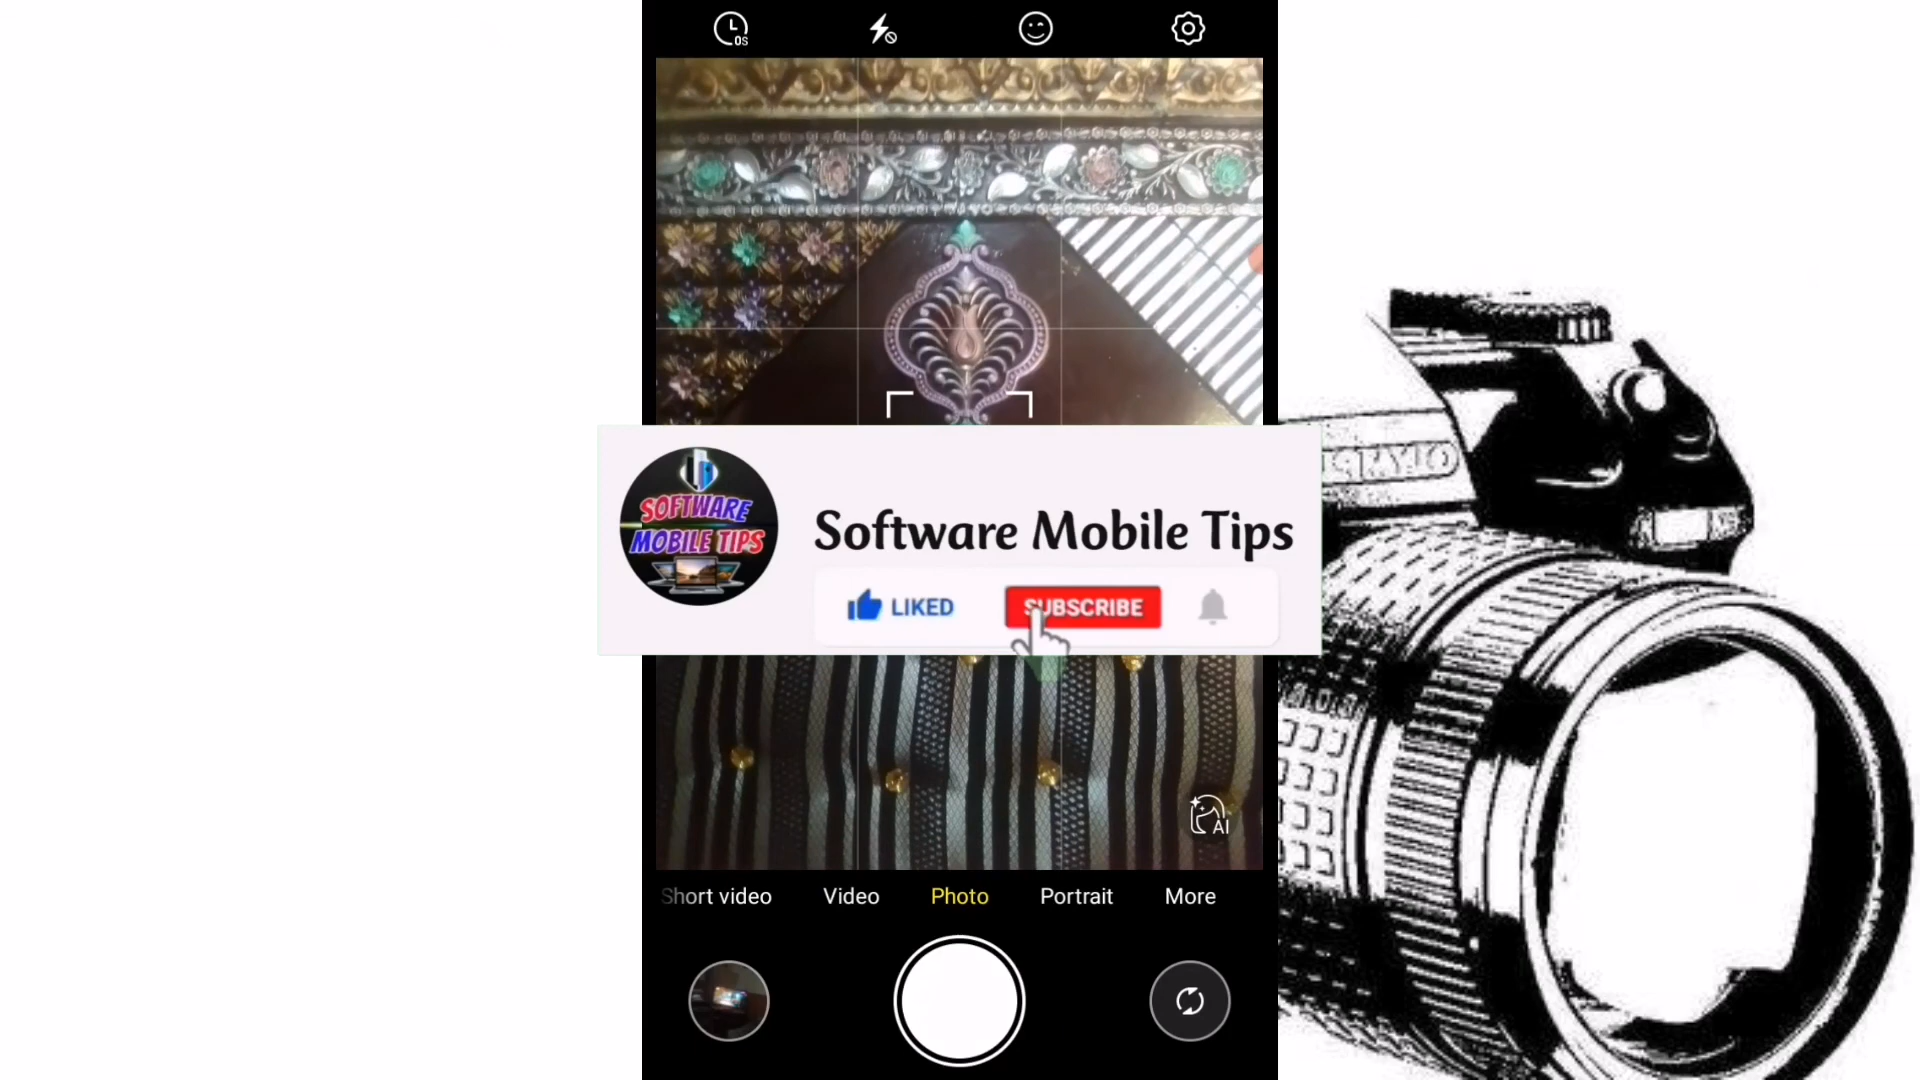 0S
SOFTWARE
MOBILE TIPS
Software Mobile Tips
LIKED
SUBSCRIBE
AI
Short video
Video
Photo
Portrait
More